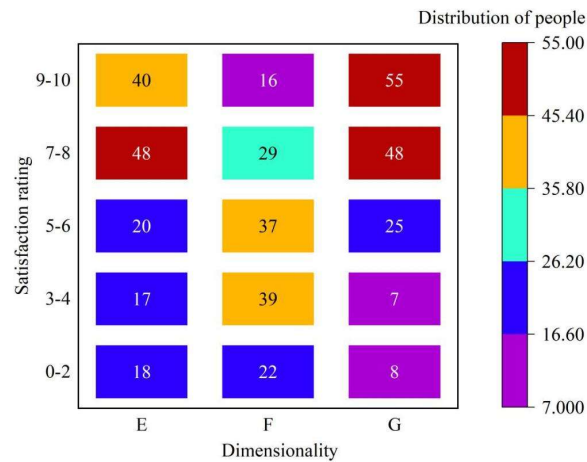 Distribution of people
55.00
45.40
35.80
26.20
16.60
7.000
Satisfaction rating
9-10 40 16 55
7-8 48 29 48
5-6 20 37 25
3-4 17 39 7
0-2 18 22 8
E F G
Dimensionality